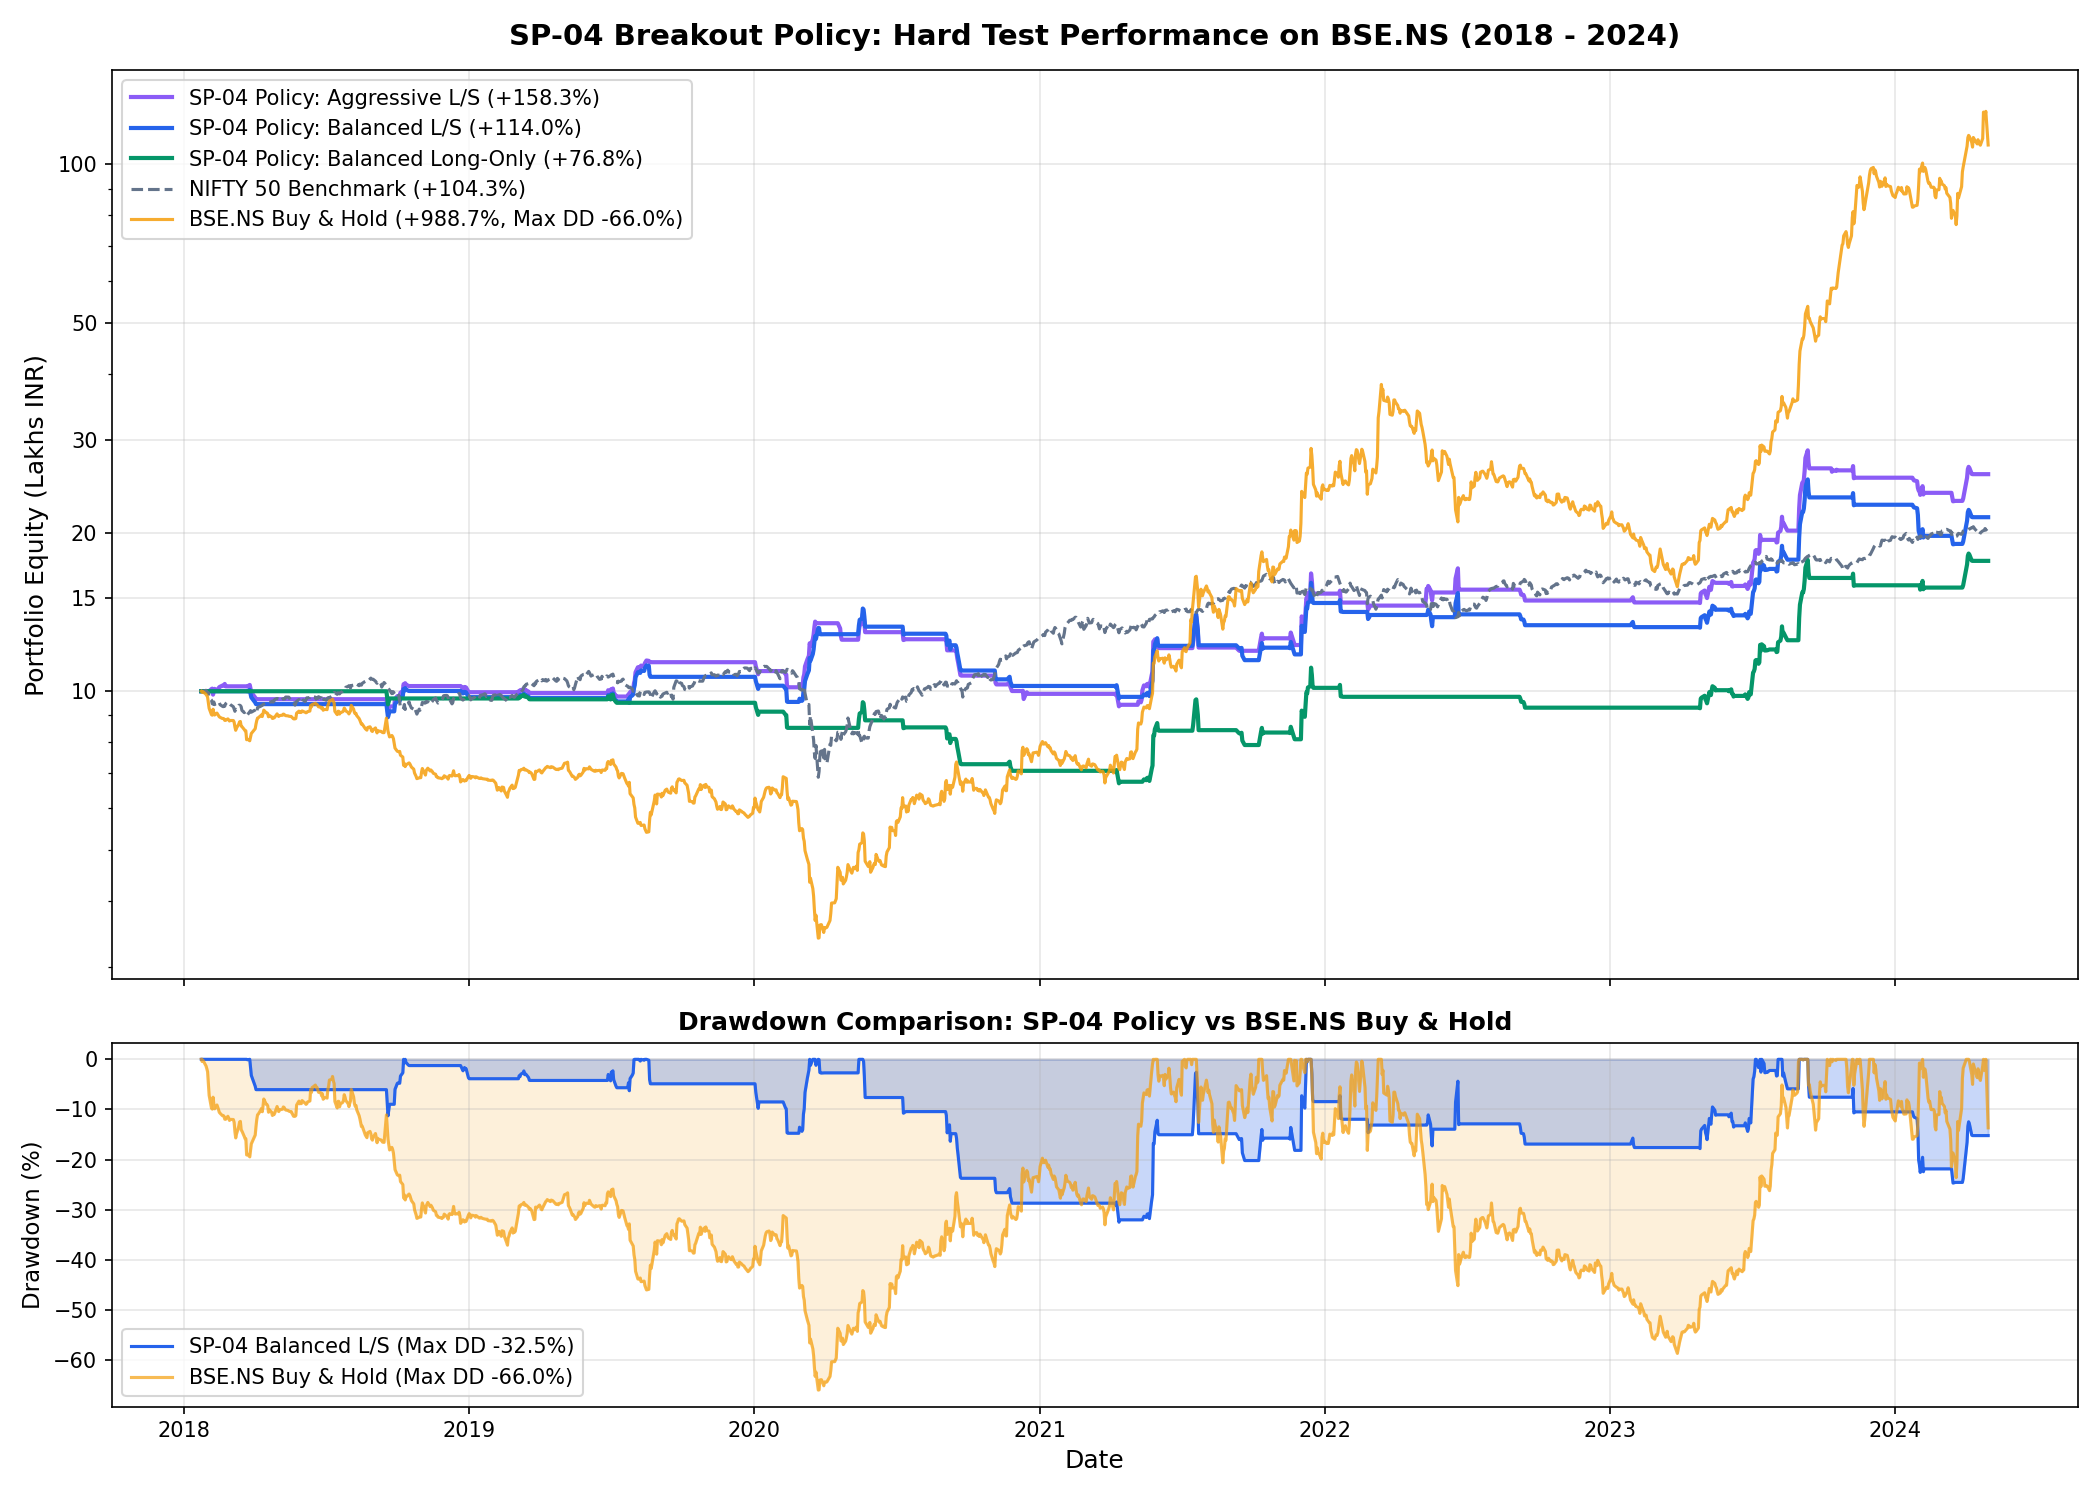 SP-04 Breakout Policy: Hard Test Performance on BSE.NS (2018 - 2024)
SP-04 Policy: Aggressive L/S (+158.3%)
SP-04 Policy: Balanced L/S (+114.0%)
SP-04 Policy: Balanced Long-Only (+76.8%)
NIFTY 50 Benchmark (+104.3%)
BSE.NS Buy & Hold (+988.7%, Max DD -66.0%)
Portfolio Equity (Lakhs INR)
100
50
30
20
15
10
Drawdown Comparison: SP-04 Policy vs BSE.NS Buy & Hold
Drawdown (%)
0
−10
−20
−30
−40
−50
−60
SP-04 Balanced L/S (Max DD -32.5%)
BSE.NS Buy & Hold (Max DD -66.0%)
2018 2019 2020 2021 2022 2023 2024
Date